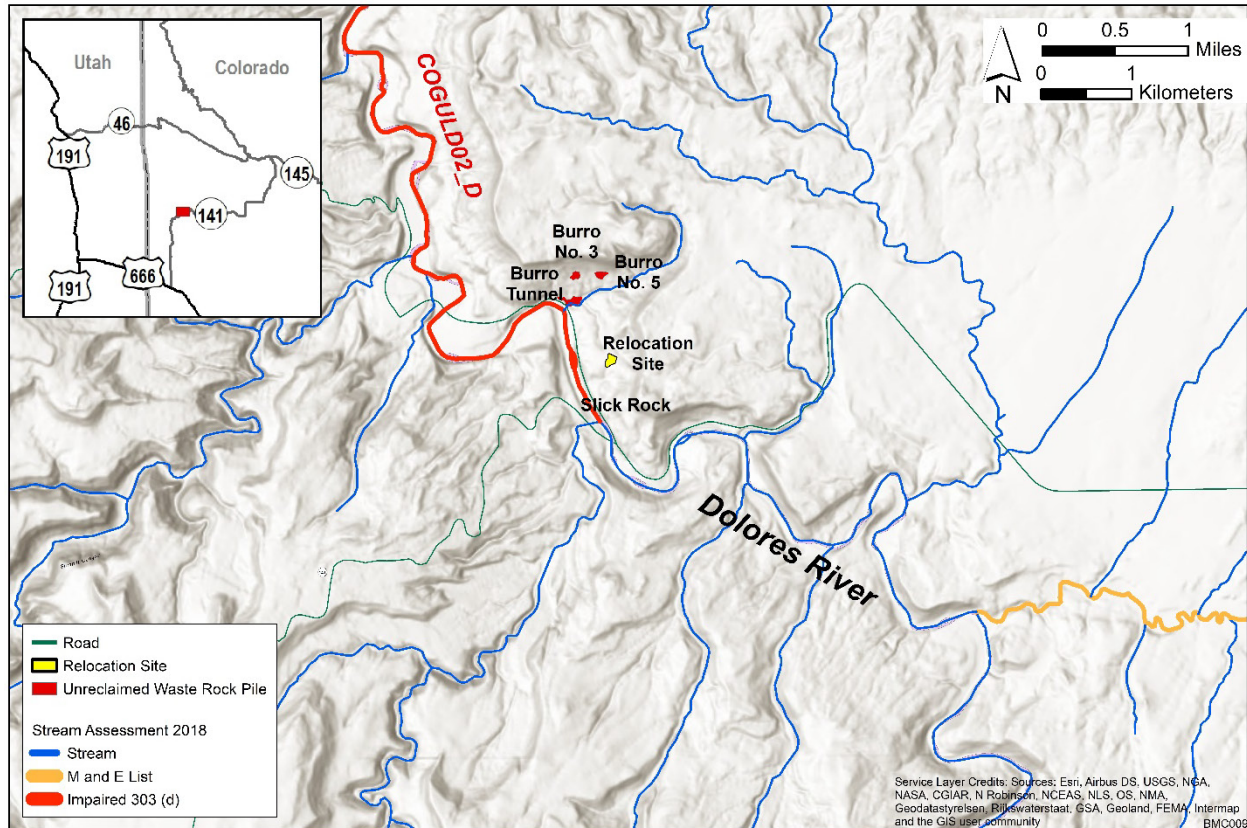 Utah
Colorado
46
191
145
141
666
191
0
0.5
1
Miles
0
1
Kilometers
N
COGULD02_D
Burro
No. 3
Burro
No. 5
Burro
Tunnel
Relocation
Site
Slick Rock
Dolores River
Road
Relocation Site
Unreclaimed Waste Rock Pile
Stream Assessment 2018
Stream
M and E List
Impaired 303 (d)
Service Layer Credits: Sources: Esri, Airbus DS, USGS, NGA,
NASA, CGIAR, N Robinson, NCEAS, NLS, OS, NMA,
Geodatastyrelsen, Rijkswaterstaat, GSA, Geoland, FEMA, Intermap
and the GIS user community
BMC009